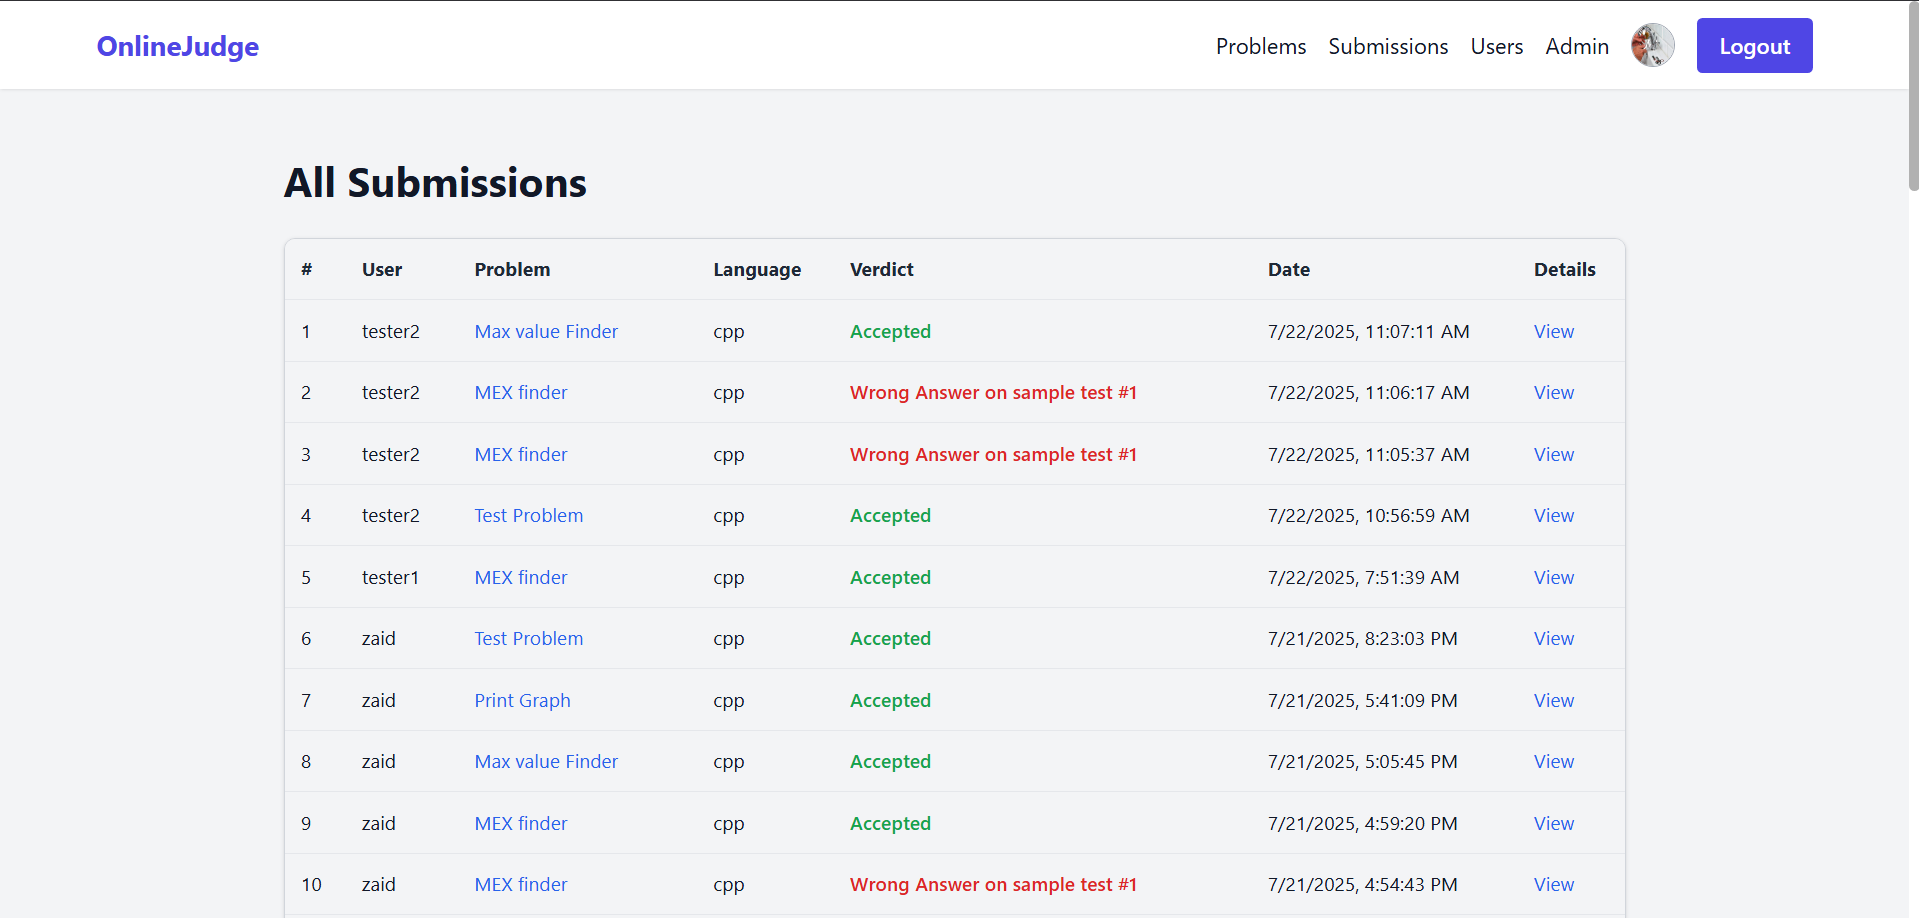 OnlineJudge Problems Submissions Users Admin Logout
All Submissions
# User Problem Language Verdict Date Details
1 tester2 Max value Finder cpp Accepted 7/22/2025, 11:07:11 AM View
2 tester2 MEX finder cpp Wrong Answer on sample test #1 7/22/2025, 11:06:17 AM View
3 tester2 MEX finder cpp Wrong Answer on sample test #1 7/22/2025, 11:05:37 AM View
4 tester2 Test Problem cpp Accepted 7/22/2025, 10:56:59 AM View
5 tester1 MEX finder cpp Accepted 7/22/2025, 7:51:39 AM View
6 zaid Test Problem cpp Accepted 7/21/2025, 8:23:03 PM View
7 zaid Print Graph cpp Accepted 7/21/2025, 5:41:09 PM View
8 zaid Max value Finder cpp Accepted 7/21/2025, 5:05:45 PM View
9 zaid MEX finder cpp Accepted 7/21/2025, 4:59:20 PM View
10 zaid MEX finder cpp Wrong Answer on sample test #1 7/21/2025, 4:54:43 PM View